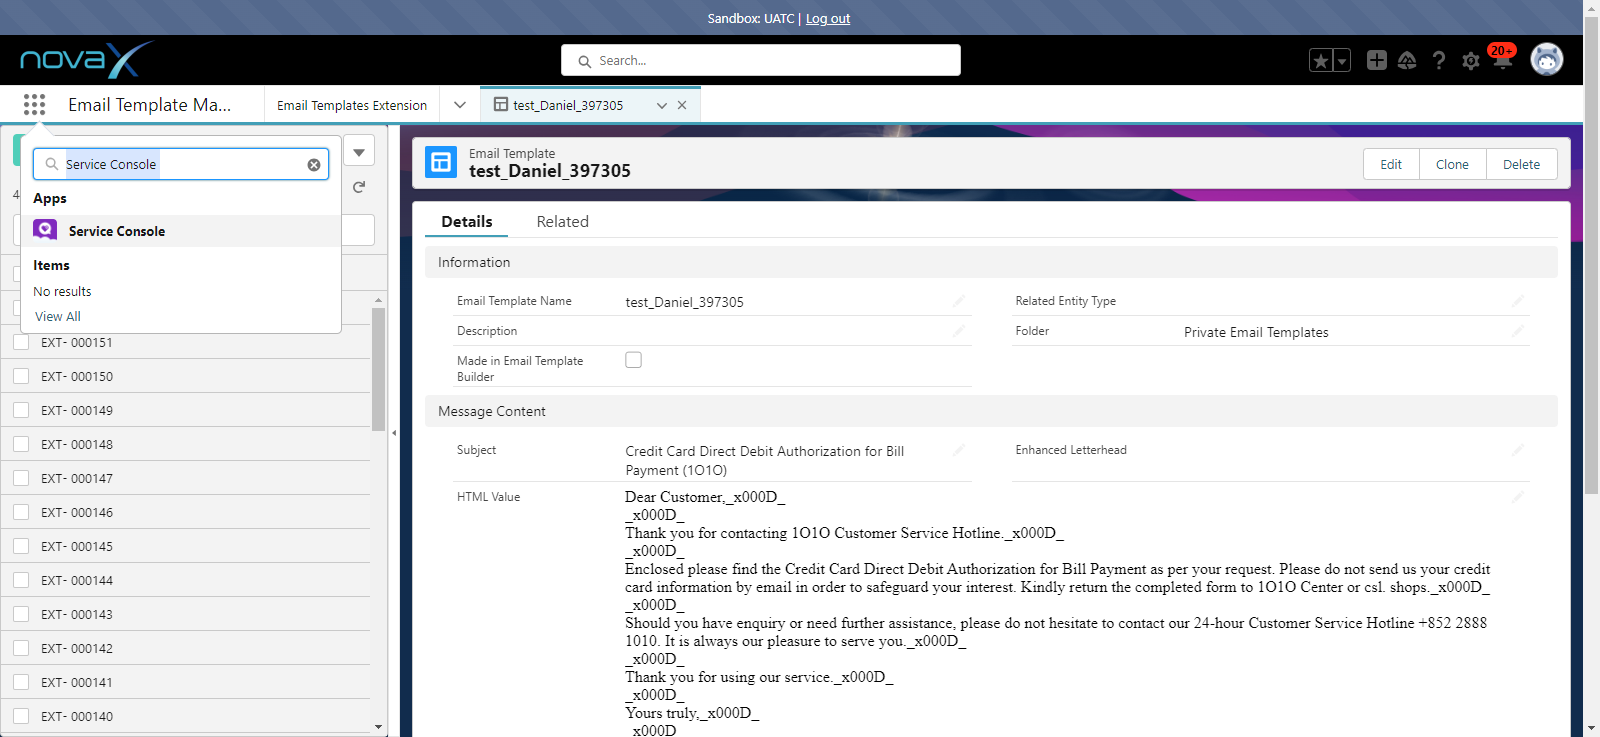 Sandbox: UATC | Log out
novaX
Search...
20+
Email Template Ma...
Email Templates Extension
test_Daniel_397305
Service Console
Apps
Service Console
Items
No results
View All
EXT- 000151
EXT- 000150
EXT- 000149
EXT- 000148
EXT- 000147
EXT- 000146
EXT- 000145
EXT- 000144
EXT- 000143
EXT- 000142
EXT- 000141
EXT- 000140
Email Template
test_Daniel_397305
Edit
Clone
Delete
Details
Related
Information
Email Template Name
test_Daniel_397305
Related Entity Type
Description
Folder
Private Email Templates
Made in Email Template
Builder
Message Content
Subject
Credit Card Direct Debit Authorization for Bill
Payment (1O1O)
Enhanced Letterhead
HTML Value
Dear Customer,_x000D_
_x000D_
Thank you for contacting 1O1O Customer Service Hotline._x000D_
_x000D_
Enclosed please find the Credit Card Direct Debit Authorization for Bill Payment as per your request. Please do not send us your credit
card information by email in order to safeguard your interest. Kindly return the completed form to 1O1O Center or csl. shops._x000D_
_x000D_
Should you have enquiry or need further assistance, please do not hesitate to contact our 24-hour Customer Service Hotline +852 2888
1010. It is always our pleasure to serve you._x000D_
_x000D_
Thank you for using our service._x000D_
_x000D_
Yours truly,_x000D_
_x000D_